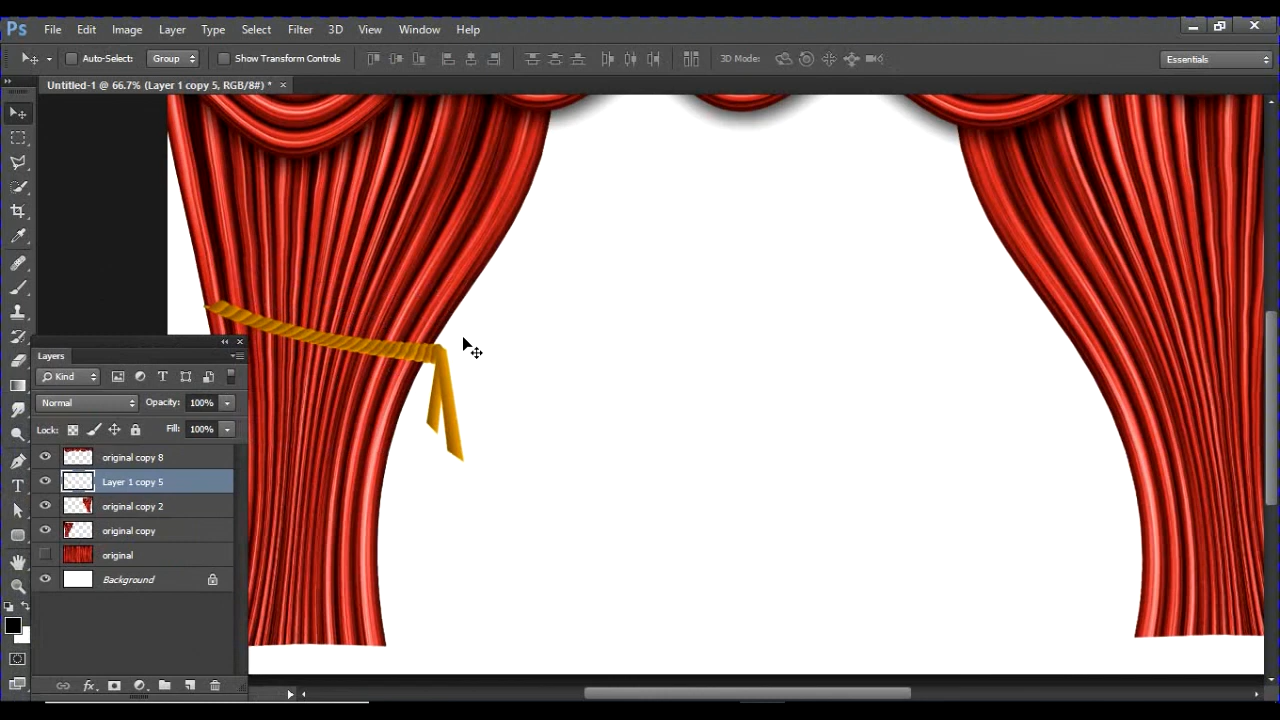 Ps File Edit Image Layer Type Select Filter 3D View Window Help
Auto-Select: Group Show Transform Controls 3D Mode: Essentials
Untitled-1 @ 66.7% (Layer 1 copy 5, RGB/8#) * ×
Layers
Kind T
Normal Opacity: 100%
Lock: Fill: 100%
original copy 8
Layer 1 copy 5
original copy 2
original copy
original
Background
fx